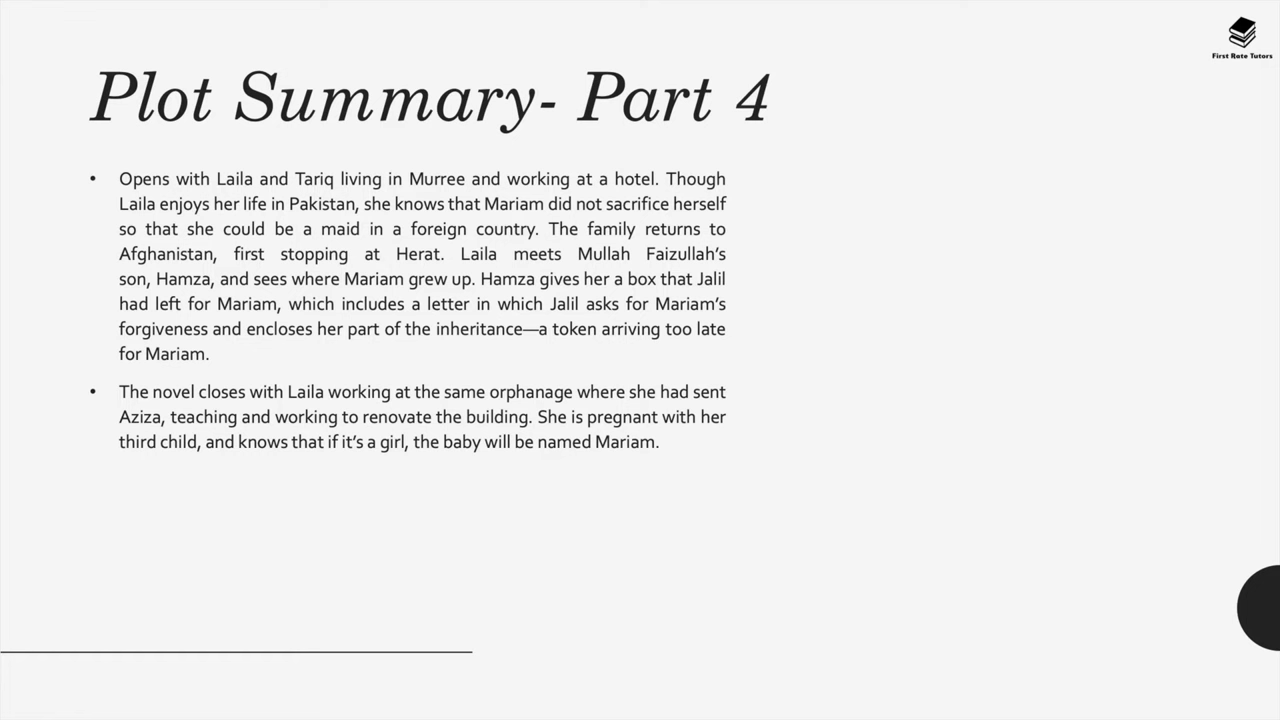 First Rate Tutors
Plot Summary- Part 4
• Opens with Laila and Tariq living in Murree and working at a hotel. Though
Laila enjoys her life in Pakistan, she knows that Mariam did not sacrifice herself
so that she could be a maid in a foreign country. The family returns to
Afghanistan, first stopping at Herat. Laila meets Mullah Faizullah’s
son, Hamza, and sees where Mariam grew up. Hamza gives her a box that Jalil
had left for Mariam, which includes a letter in which Jalil asks for Mariam’s
forgiveness and encloses her part of the inheritance—a token arriving too late
for Mariam.
• The novel closes with Laila working at the same orphanage where she had sent
Aziza, teaching and working to renovate the building. She is pregnant with her
third child, and knows that if it’s a girl, the baby will be named Mariam.